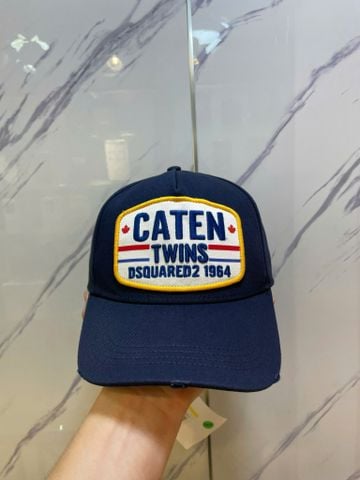 CATEN
TWINS
DSQUARED2 1964